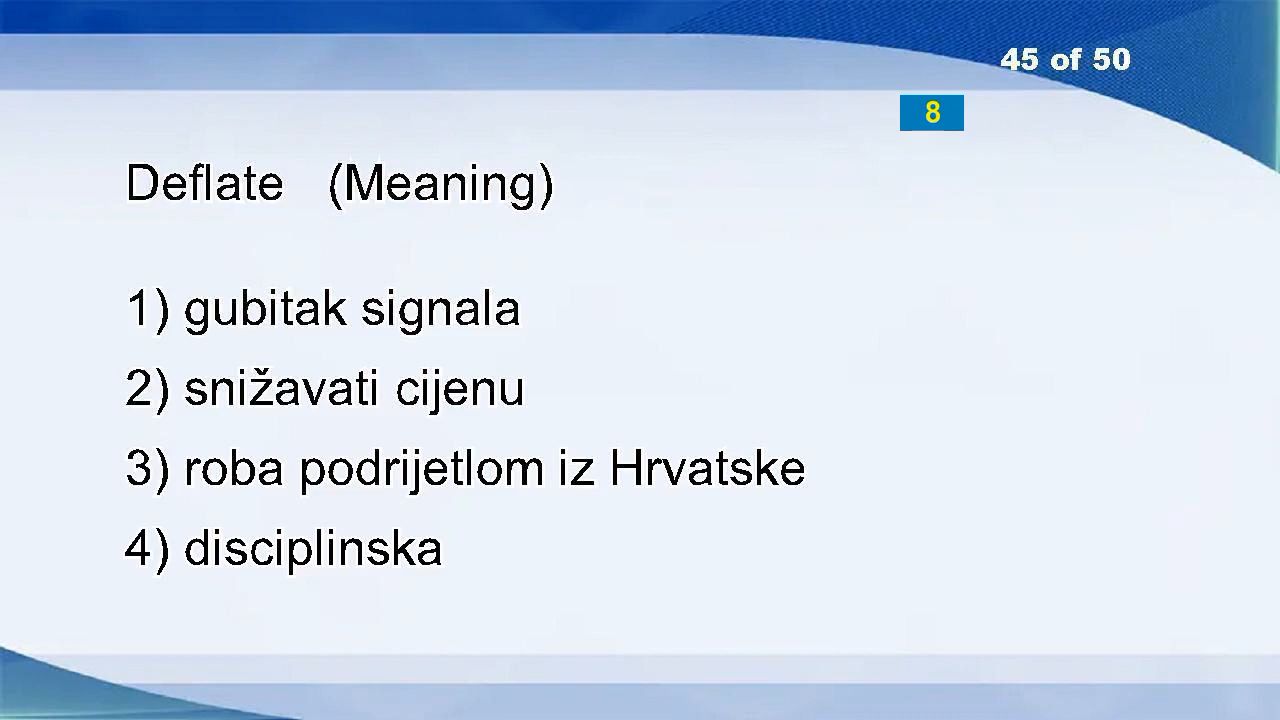 45 of 50
8
Deflate (Meaning)
1) gubitak signala
2) snižavati cijenu
3) roba podrijetlom iz Hrvatske
4) disciplinska